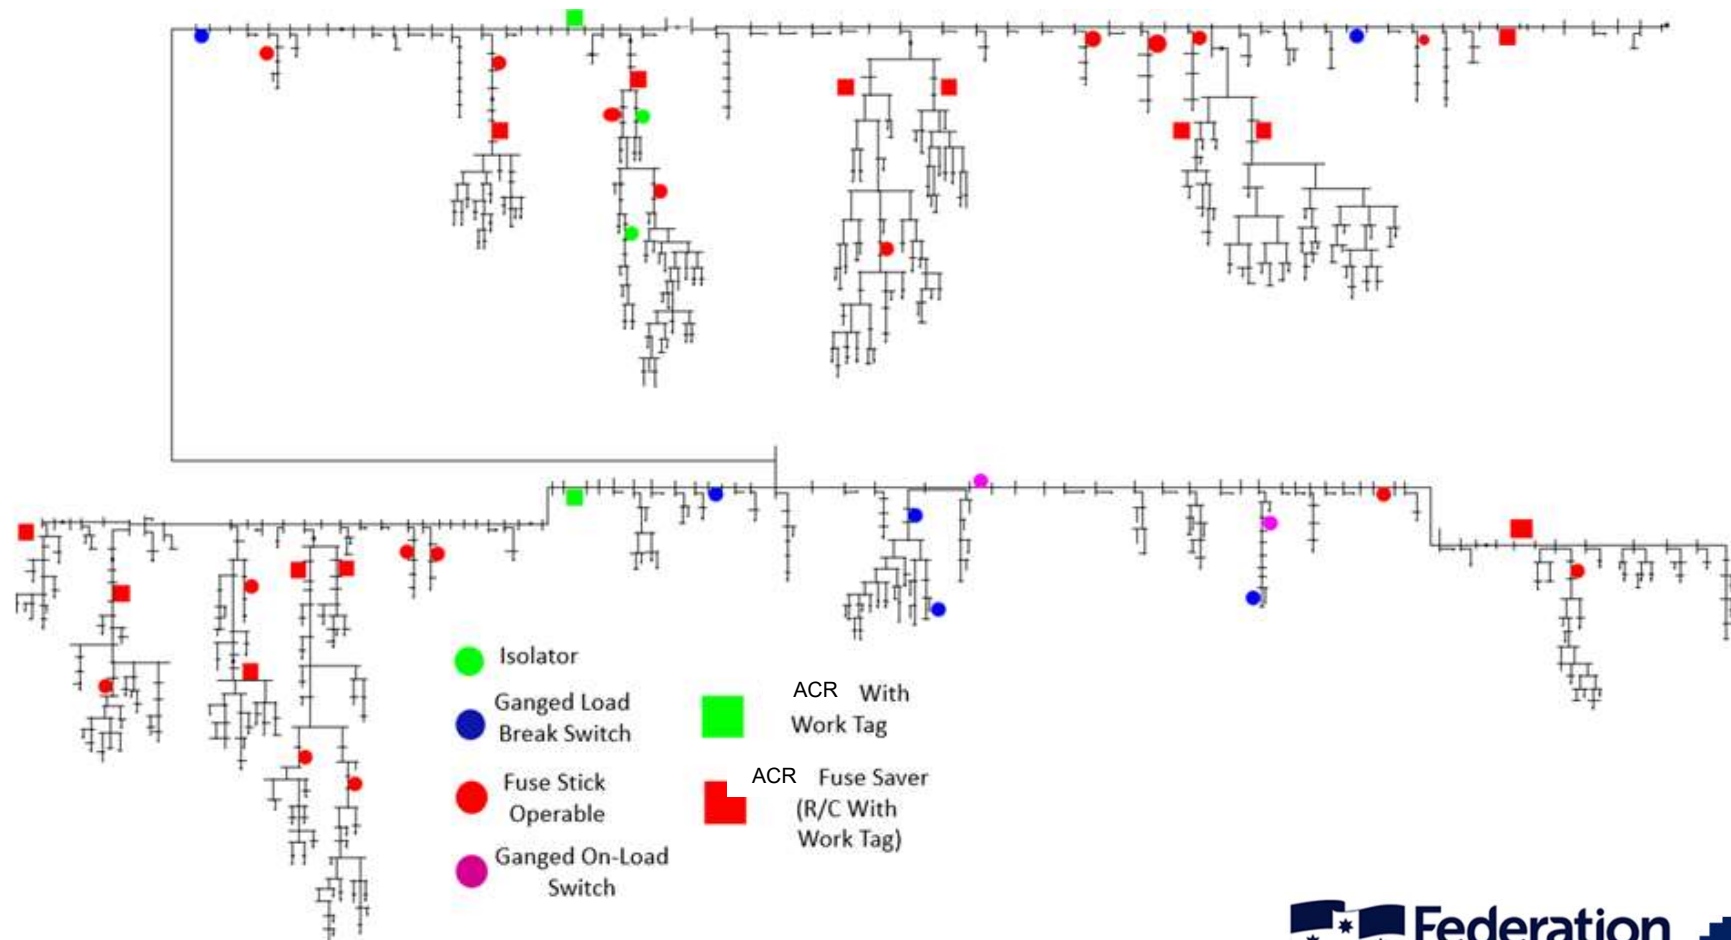 Isolator
Ganged Load
Break Switch
Fuse Stick
Operable
Ganged On-Load
Switch
ACR With
Work Tag
ACR Fuse Saver
(R/C With
Work Tag)
Federation